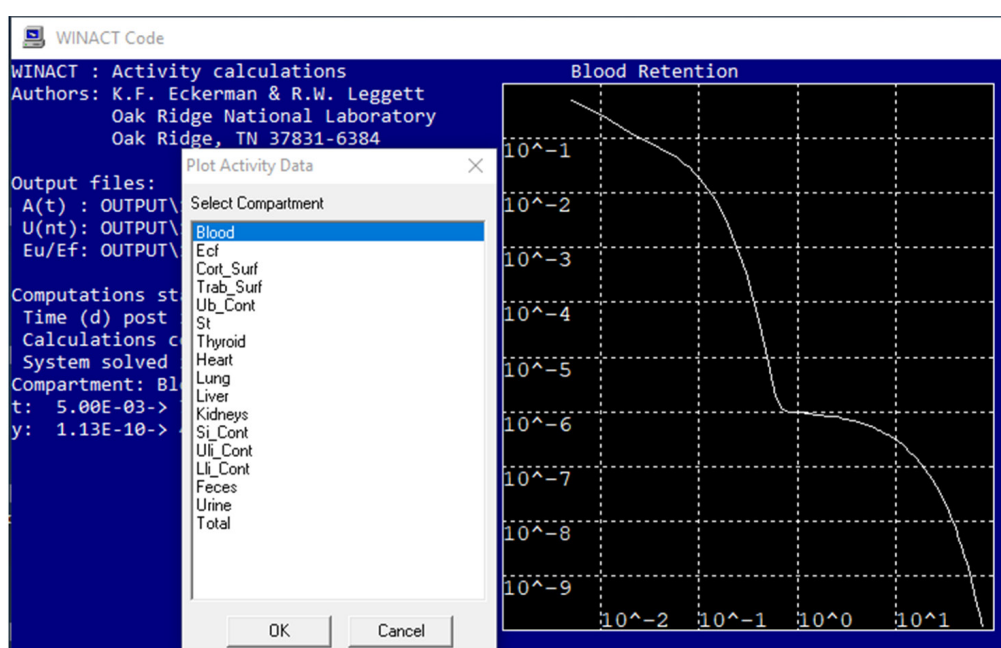 WINACT Code
WINACT : Activity calculations
Authors: K.F. Eckerman & R.W. Leggett
Oak Ridge National Laboratory
Oak Ridge, TN 37831-6384
Output files:
A(t) : OUTPUT\
U(nt): OUTPUT\
Eu/Ef: OUTPUT\
Computations st
Time (d) post
Calculations c
System solved
Compartment: Bl
t: 5.00E-03->
y: 1.13E-10->
Plot Activity Data
Select Compartment
Blood
Ecf
Cort_Surf
Trab_Surf
Ub_Cont
St
Thyroid
Heart
Lung
Liver
Kidneys
Si_Cont
Uli_Cont
Lli_Cont
Feces
Urine
Total
OK Cancel
Blood Retention
10^-1
10^-2
10^-3
10^-4
10^-5
10^-6
10^-7
10^-8
10^-9
10^-2 10^-1 10^0 10^1